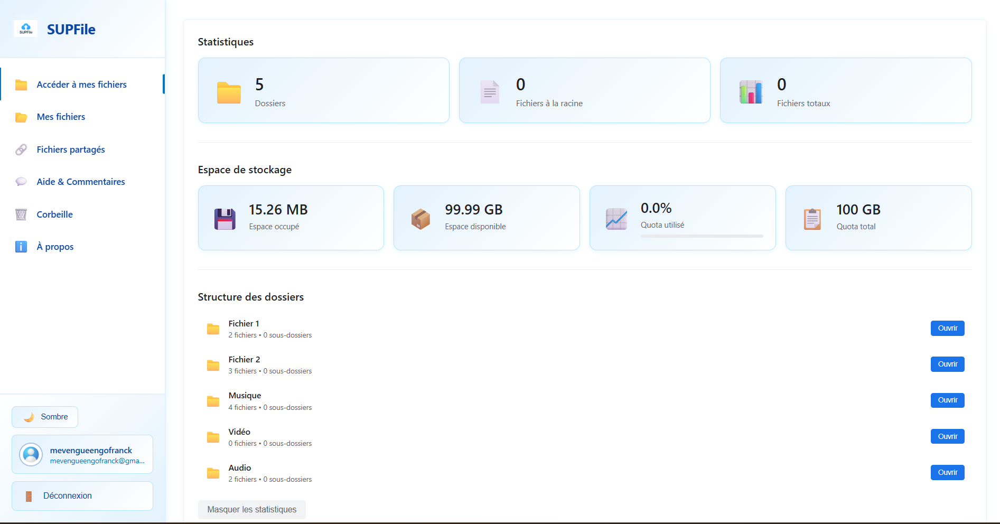 SUPFile
SUPFile
Accéder à mes fichiers
Mes fichiers
Fichiers partagés
Aide & Commentaires
Corbeille
À propos
Sombre
mevengueengofranck
mevengueengofranck@gma...
Déconnexion
Statistiques
5
Dossiers
0
Fichiers à la racine
0
Fichiers totaux
Espace de stockage
15.26 MB
Espace occupé
99.99 GB
Espace disponible
0.0%
Quota utilisé
100 GB
Quota total
Structure des dossiers
Fichier 1
2 fichiers • 0 sous-dossiers
Ouvrir
Fichier 2
3 fichiers • 0 sous-dossiers
Ouvrir
Musique
4 fichiers • 0 sous-dossiers
Ouvrir
Vidéo
0 fichiers • 0 sous-dossiers
Ouvrir
Audio
2 fichiers • 0 sous-dossiers
Ouvrir
Masquer les statistiques